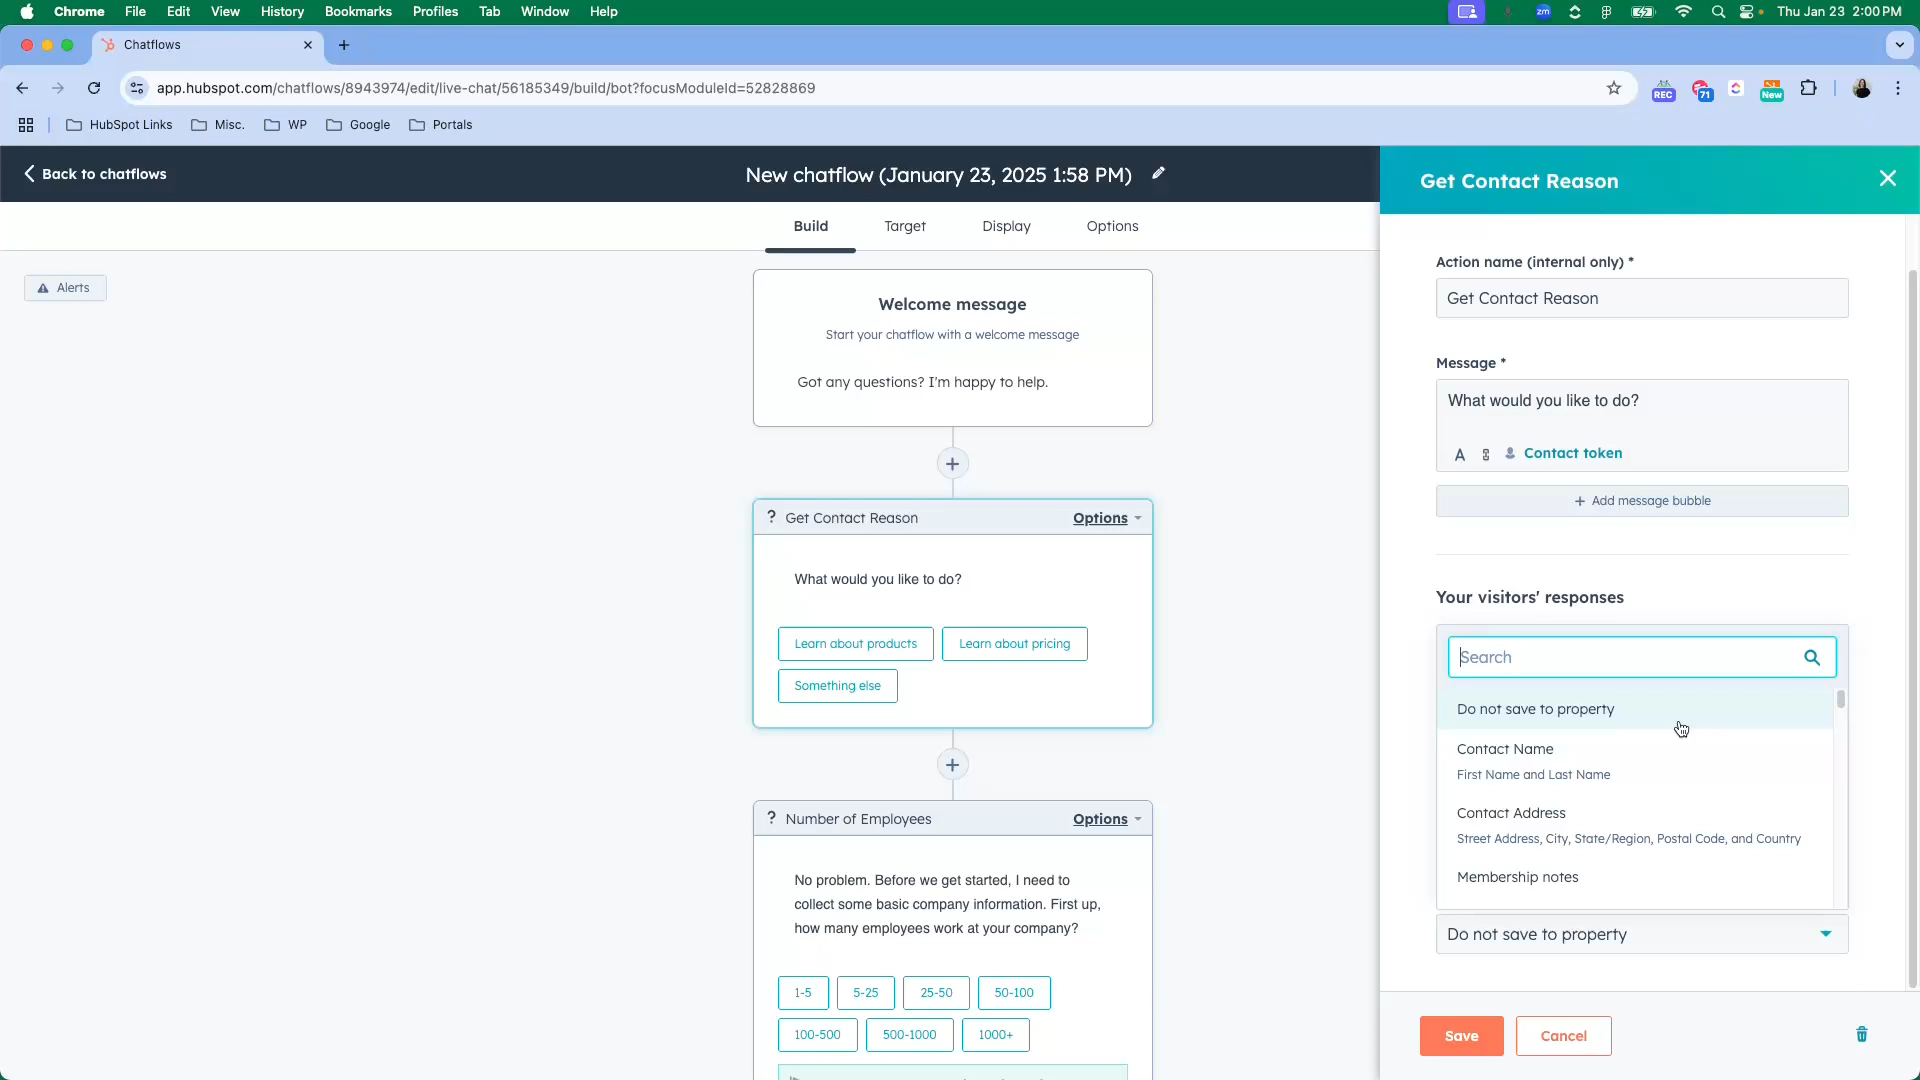 Chrome File Edit View History Bookmarks Profiles Tab Window Help
zm
Thu Jan 23 2:00 PM
Chatflows
app.hubspot.com/chatflows/8943974/edit/live-chat/56185349/build/bot?focusModuleId=52828869
REC
71
New
HubSpot Links Misc. WP Google Portals
Back to chatflows
New chatflow (January 23, 2025 1:58 PM)
Build Target Display Options
Alerts
Welcome message
Start your chatflow with a welcome message
Got any questions? I'm happy to help.
? Get Contact Reason Options
What would you like to do?
Learn about products Learn about pricing
Something else
? Number of Employees Options
No problem. Before we get started, I need to
collect some basic company information. First up,
how many employees work at your company?
1-5 5-25 25-50 50-100
100-500 500-1000 1000+
Get Contact Reason
Action name (internal only) *
Get Contact Reason
Message *
What would you like to do?
A Contact token
+ Add message bubble
Your visitors' responses
Search
Do not save to property
Contact Name
First Name and Last Name
Contact Address
Street Address, City, State/Region, Postal Code, and Country
Membership notes
Do not save to property
Save Cancel